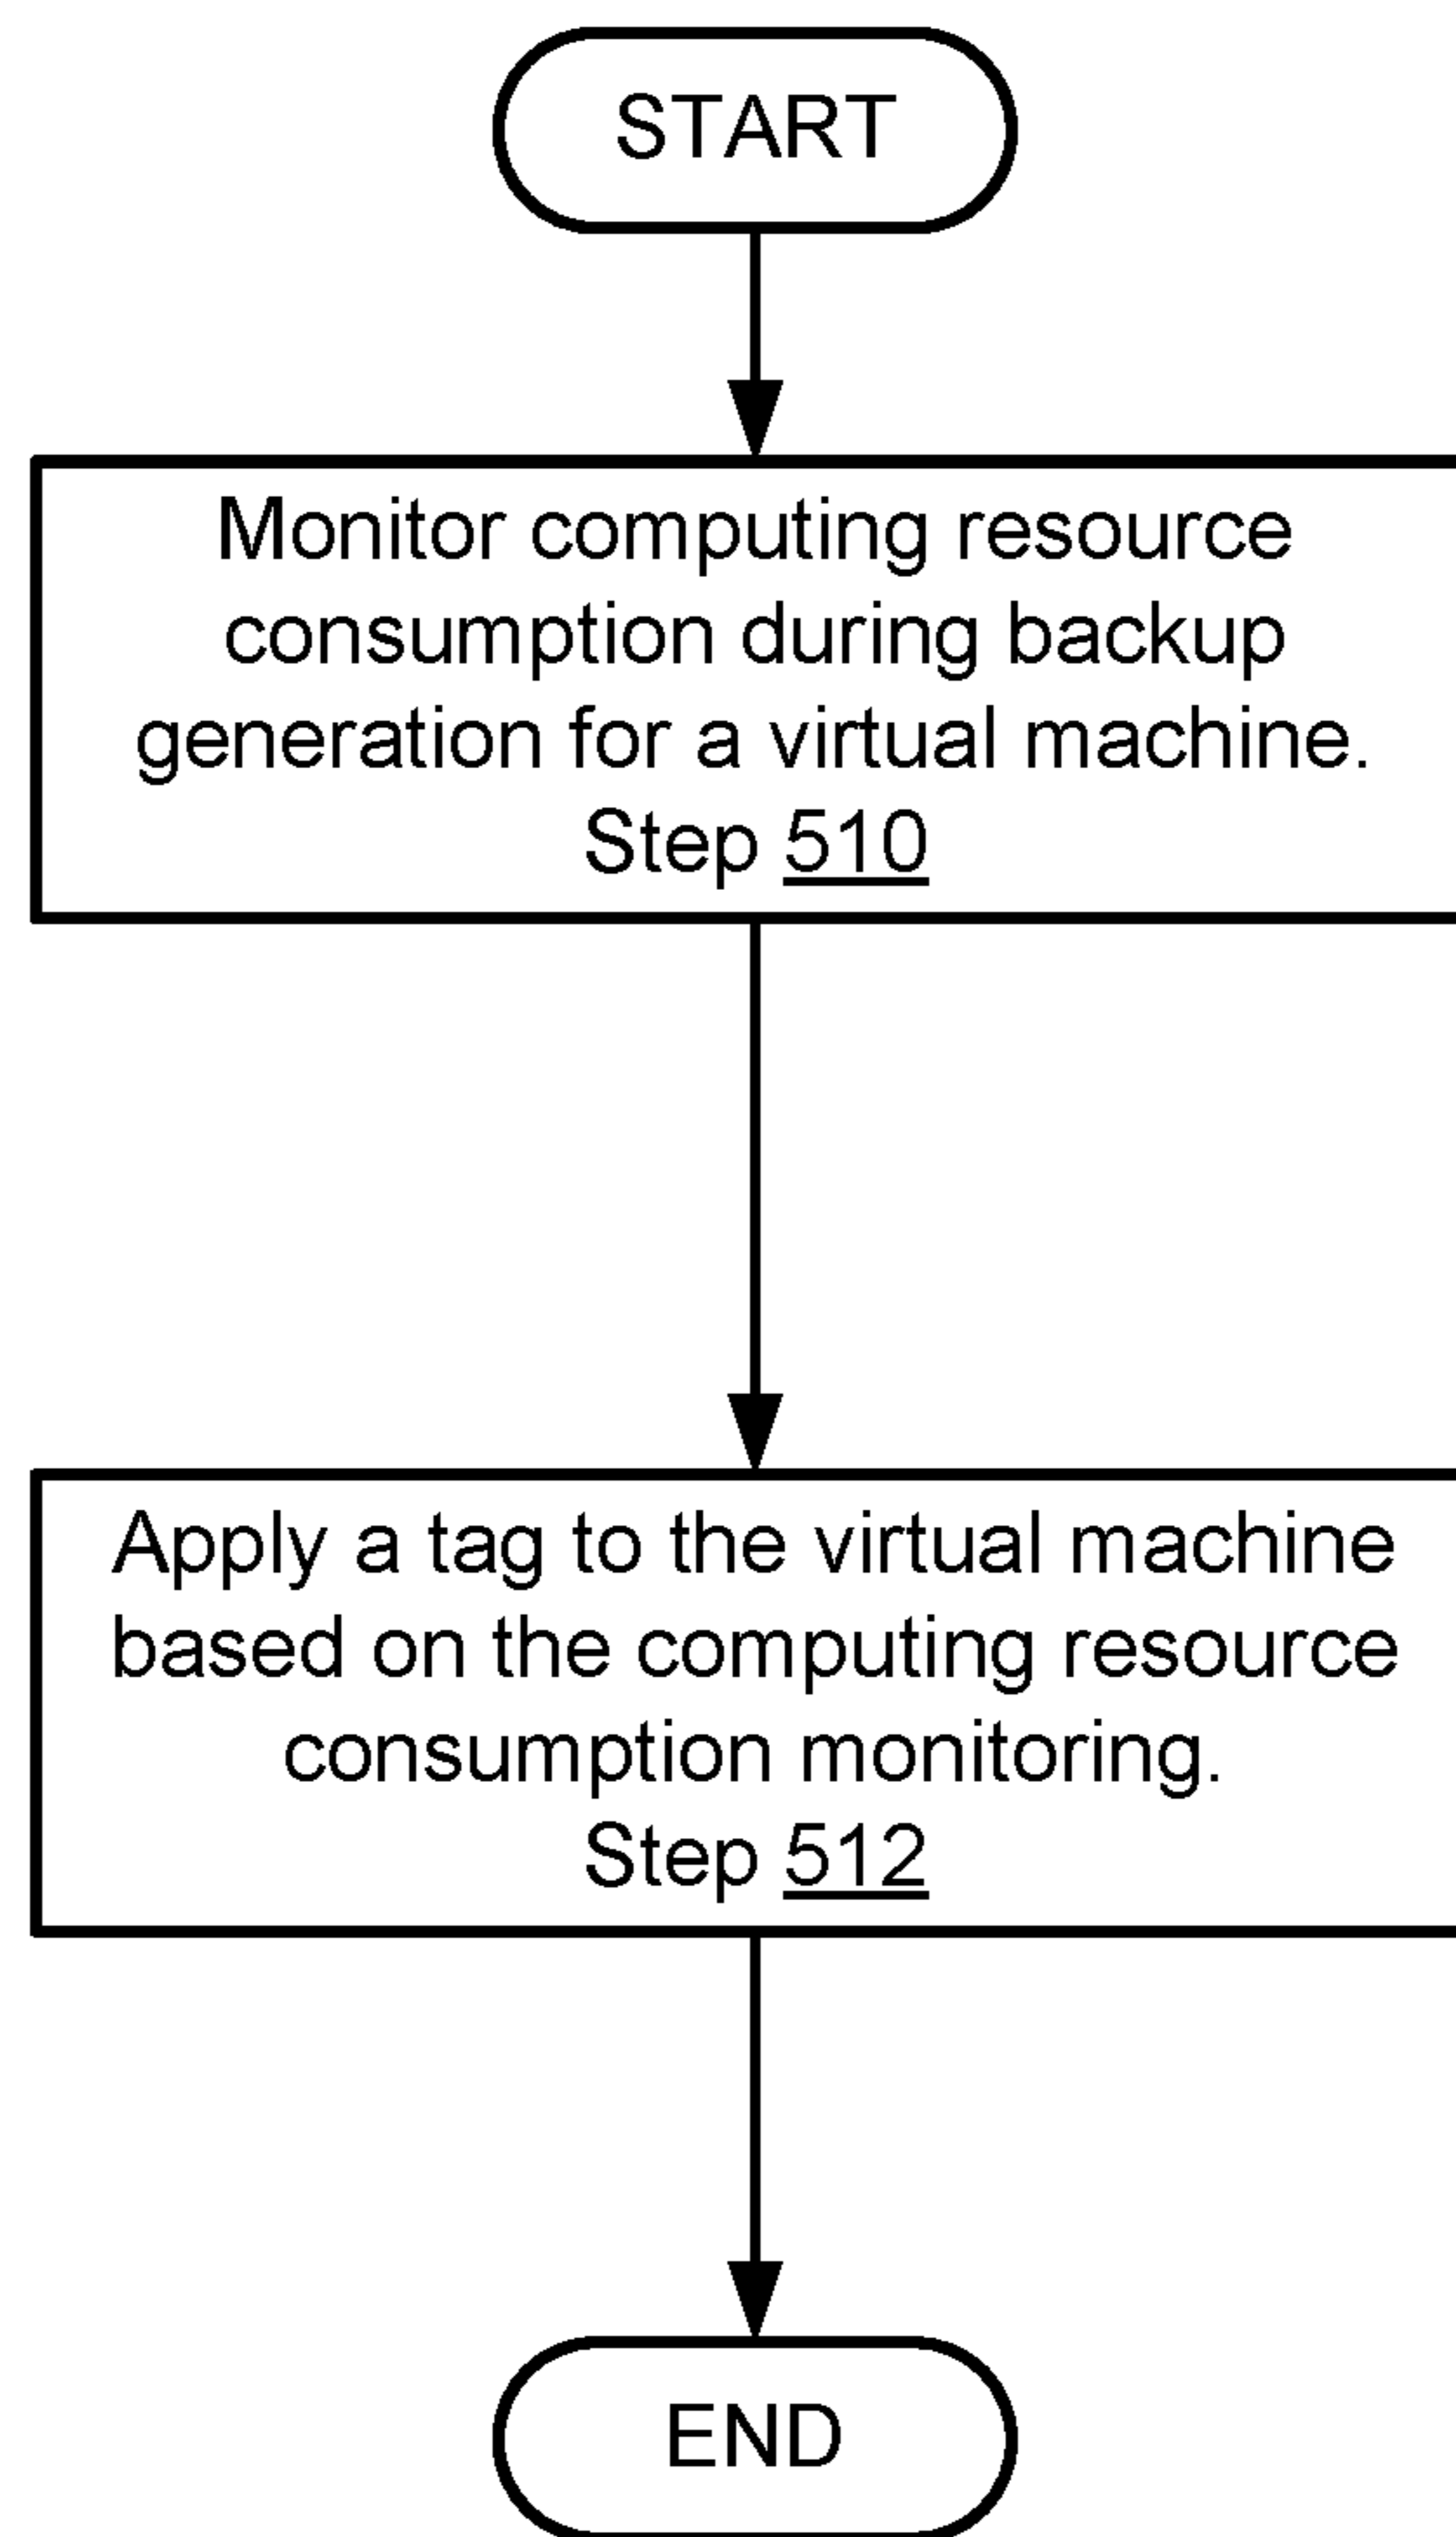 START
Monitor computing resource
consumption during backup
generation for a virtual machine.
Step 510
Apply a tag to the virtual machine
based on the computing resource
consumption monitoring.
Step 512
END